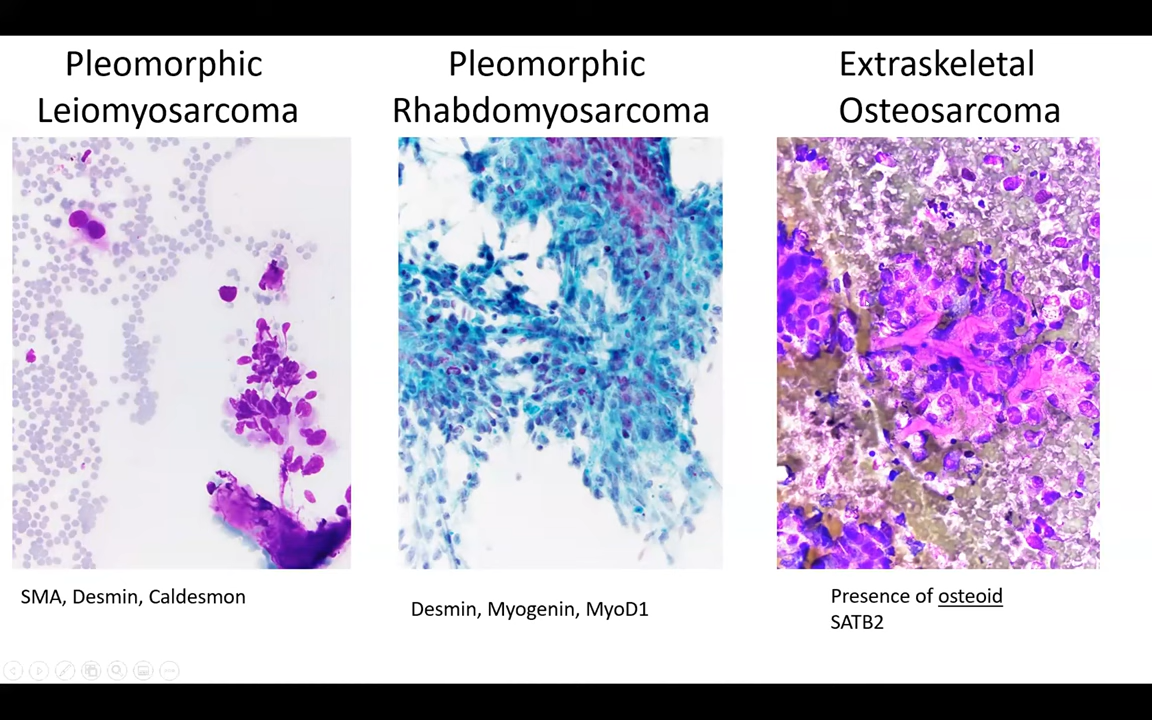 Pleomorphic
Leiomyosarcoma
Pleomorphic
Rhabdomyosarcoma
Extraskeletal
Osteosarcoma
SMA, Desmin, Caldesmon
Desmin, Myogenin, MyoD1
Presence of osteoid
SATB2